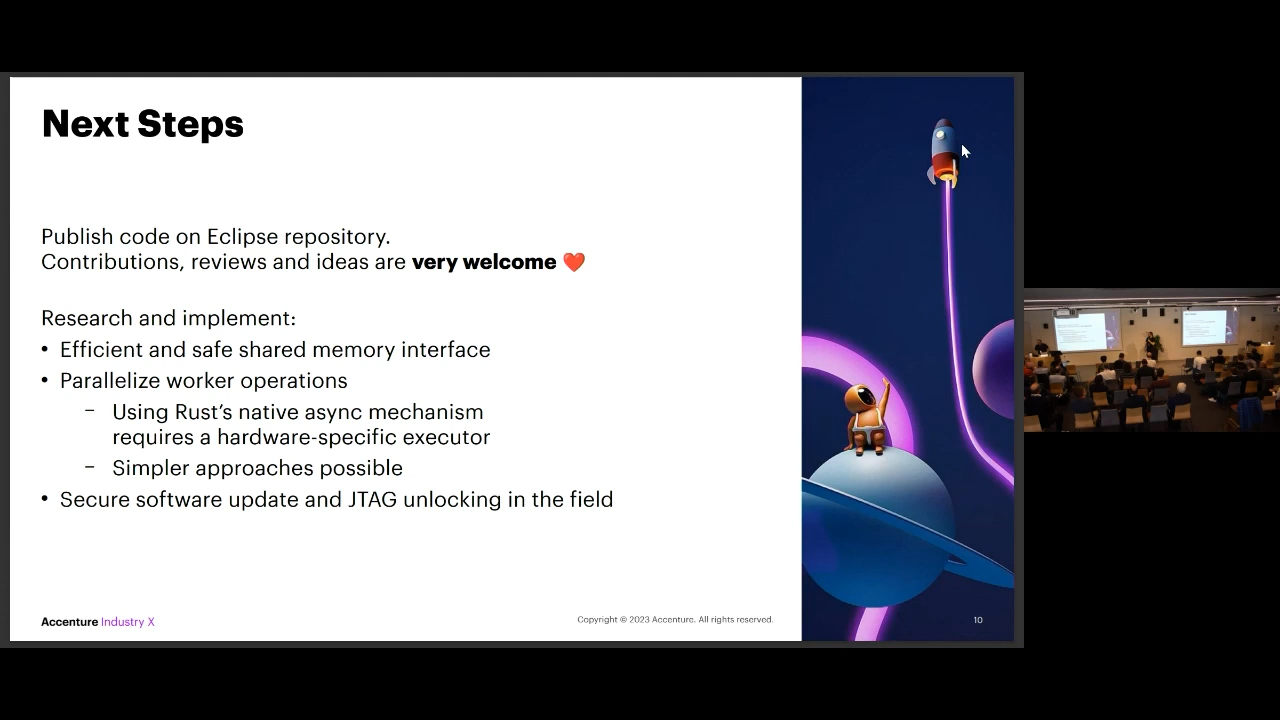 Next Steps
Publish code on Eclipse repository.
Contributions, reviews and ideas are very welcome ❤️
Research and implement:
• Efficient and safe shared memory interface
• Parallelize worker operations
– Using Rust's native async mechanism
requires a hardware-specific executor
– Simpler approaches possible
• Secure software update and JTAG unlocking in the field
Accenture Industry X
Copyright © 2023 Accenture. All rights reserved.
10